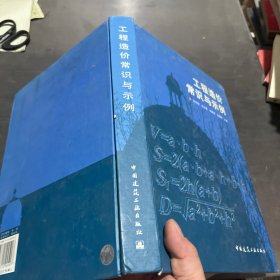 工程造价常识与示例
中国建筑工业出版社
工程造价
常识与示例
V=a·b·h
S=2(a·b+a·h+b·h)
S₁=2h(a+b)
D=√a²+b²+h²
中国建筑工业出版社